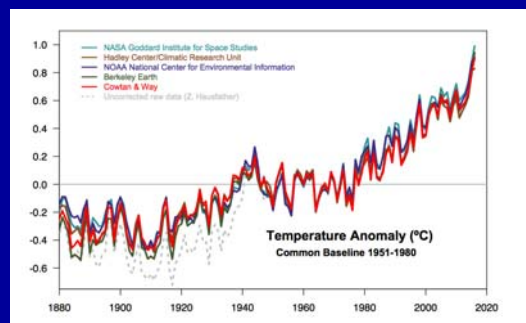 1.0
0.8
0.6
0.4
0.2
0.0
-0.2
-0.4
-0.6
NASA Goddard Institute for Space Studies
Hadley Center/Climatic Research Unit
NOAA National Center for Environmental Information
Berkeley Earth
Cowtan & Way
Uncorrected raw data (Z, Hausfather)
Temperature Anomaly (ºC)
Common Baseline 1951-1980
1880 1900 1920 1940 1960 1980 2000 2020